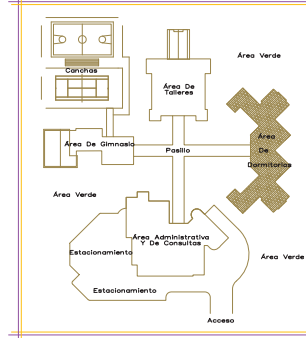 Área Verde
Canchas
Área De
Talleres
Área De Gimnasio
Pasillo
Área
De
Dormitorios
Área Verde
Área Administrativa
Y De Consultas
Estacionamiento
Área Verde
Estacionamiento
Acceso